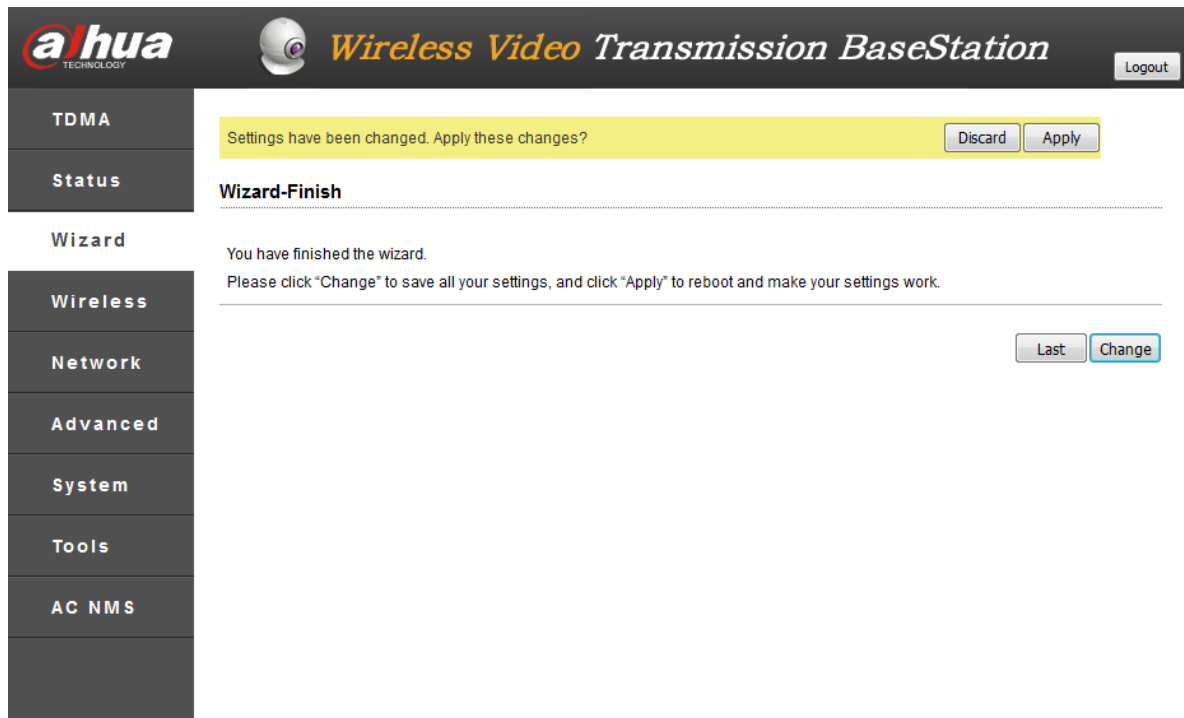 alhua
TECHNOLOGY
Wireless Video Transmission BaseStation
Logout
TDMA
Status
Wizard
Wireless
Network
Advanced
System
Tools
AC NMS
Settings have been changed. Apply these changes?
Discard
Apply
Wizard-Finish
You have finished the wizard.
Please click “Change” to save all your settings, and click “Apply” to reboot and make your settings work.
Last
Change